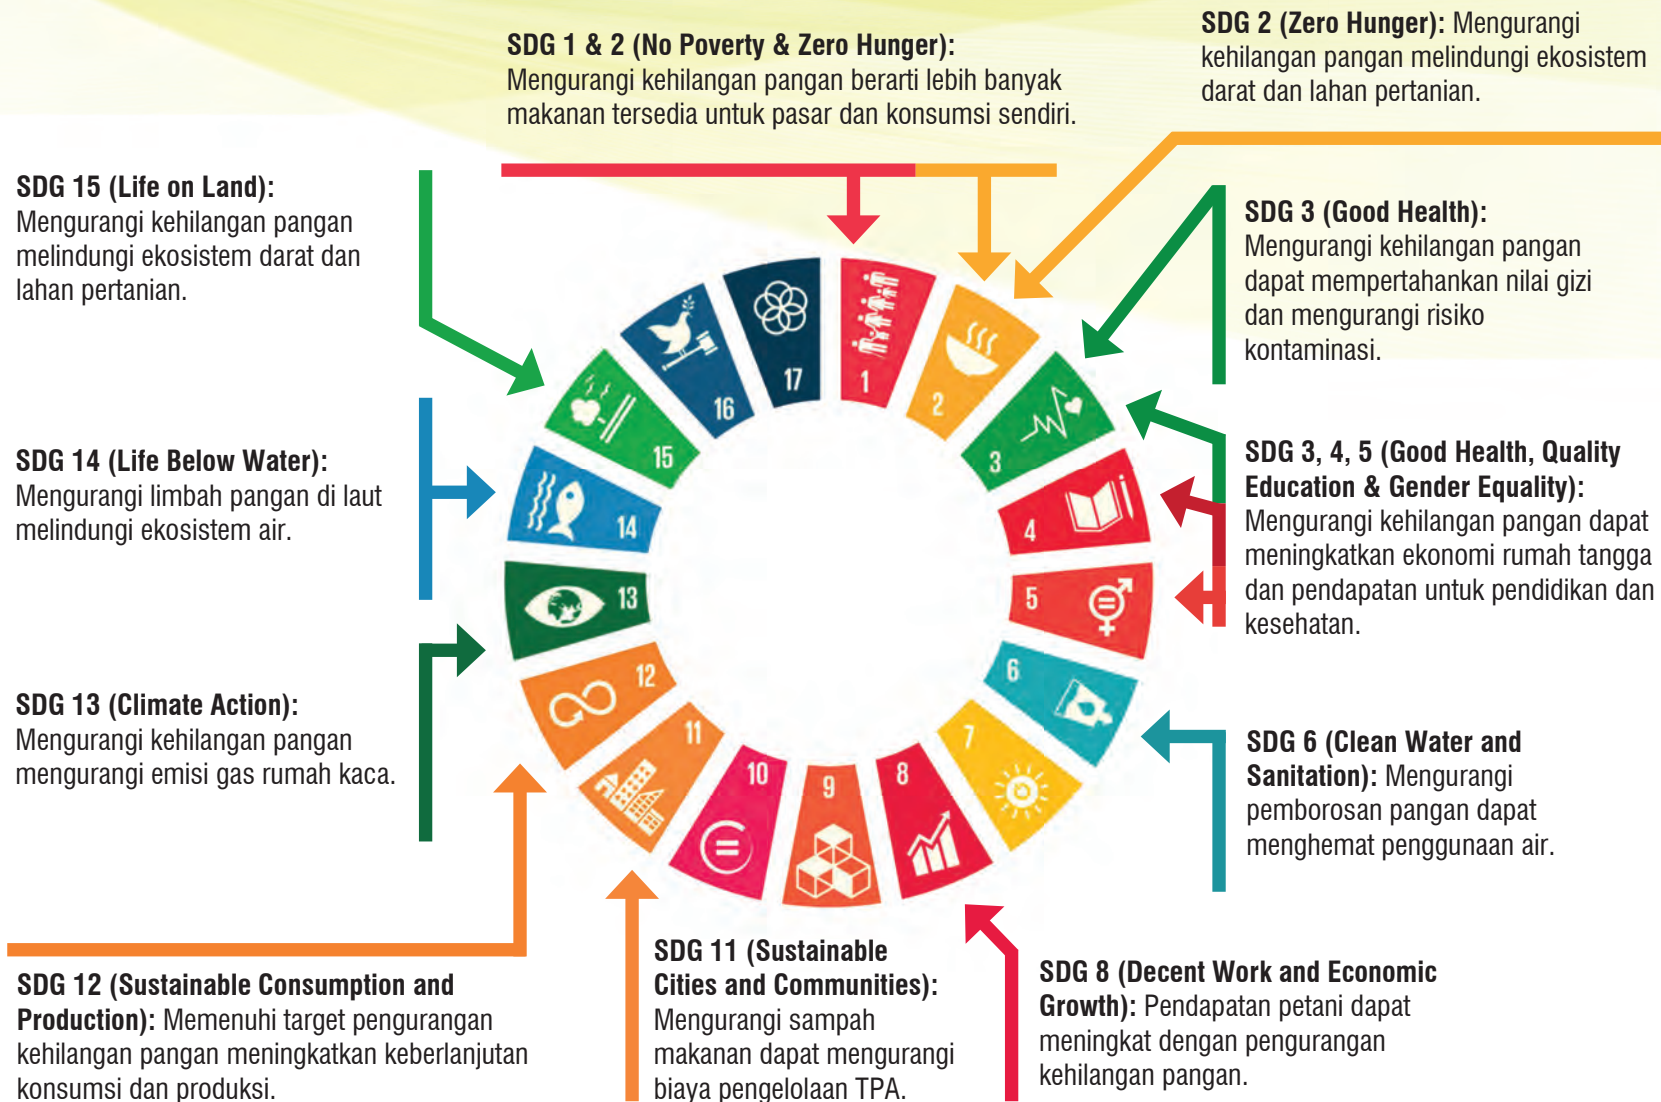 SDG 1 & 2 (No Poverty & Zero Hunger):
Mengurangi kehilangan pangan berarti lebih banyak
makanan tersedia untuk pasar dan konsumsi sendiri.
SDG 2 (Zero Hunger): Mengurangi
kehilangan pangan melindungi ekosistem
darat dan lahan pertanian.
SDG 3 (Good Health):
Mengurangi kehilangan pangan
dapat mempertahankan nilai gizi
dan mengurangi risiko
kontaminasi.
SDG 3, 4, 5 (Good Health, Quality
Education & Gender Equality):
Mengurangi kehilangan pangan dapat
meningkatkan ekonomi rumah tangga
dan pendapatan untuk pendidikan dan
kesehatan.
SDG 6 (Clean Water and
Sanitation): Mengurangi
pemborosan pangan dapat
menghemat penggunaan air.
SDG 8 (Decent Work and Economic
Growth): Pendapatan petani dapat
meningkat dengan pengurangan
kehilangan pangan.
SDG 11 (Sustainable
Cities and Communities):
Mengurangi sampah
makanan dapat mengurangi
biaya pengelolaan TPA.
SDG 12 (Sustainable Consumption and
Production): Memenuhi target pengurangan
kehilangan pangan meningkatkan keberlanjutan
konsumsi dan produksi.
SDG 13 (Climate Action):
Mengurangi kehilangan pangan
mengurangi emisi gas rumah kaca.
SDG 14 (Life Below Water):
Mengurangi limbah pangan di laut
melindungi ekosistem air.
SDG 15 (Life on Land):
Mengurangi kehilangan pangan
melindungi ekosistem darat dan
lahan pertanian.
1
2
3
4
5
6
7
8
9
10
11
12
13
14
15
16
17